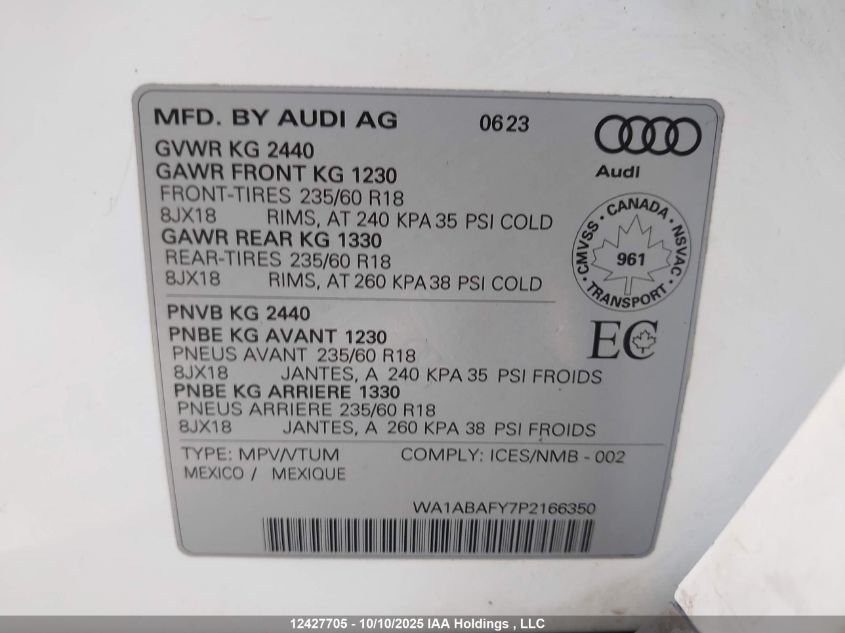 MFD. BY AUDI AG 0623
Audi
GVWR KG 2440
GAWR FRONT KG 1230
FRONT-TIRES 235/60 R18
8JX18 RIMS, AT 240 KPA 35 PSI COLD
GAWR REAR KG 1330
REAR-TIRES 235/60 R18
8JX18 RIMS, AT 260 KPA 38 PSI COLD
CMVSS • CANADA • NSVAC • TRANSPORT •
961
PNVB KG 2440
PNBE KG AVANT 1230
PNEUS AVANT 235/60 R18
8JX18 JANTES, A 240 KPA 35 PSI FROIDS
PNBE KG ARRIERE 1330
PNEUS ARRIERE 235/60 R18
8JX18 JANTES, A 260 KPA 38 PSI FROIDS
EC
TYPE: MPV/VTUM COMPLY: ICES/NMB - 002
MEXICO / MEXIQUE
WA1ABAFY7P2166350
12427705 - 10/10/2025 IAA Holdings , LLC